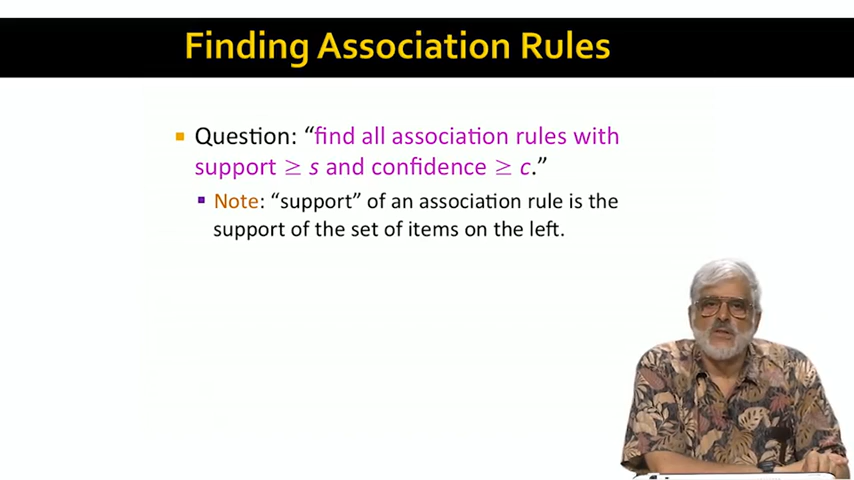 Finding Association Rules
Question: “find all association rules with
support ≥ s and confidence ≥ c.”
Note: “support” of an association rule is the
support of the set of items on the left.